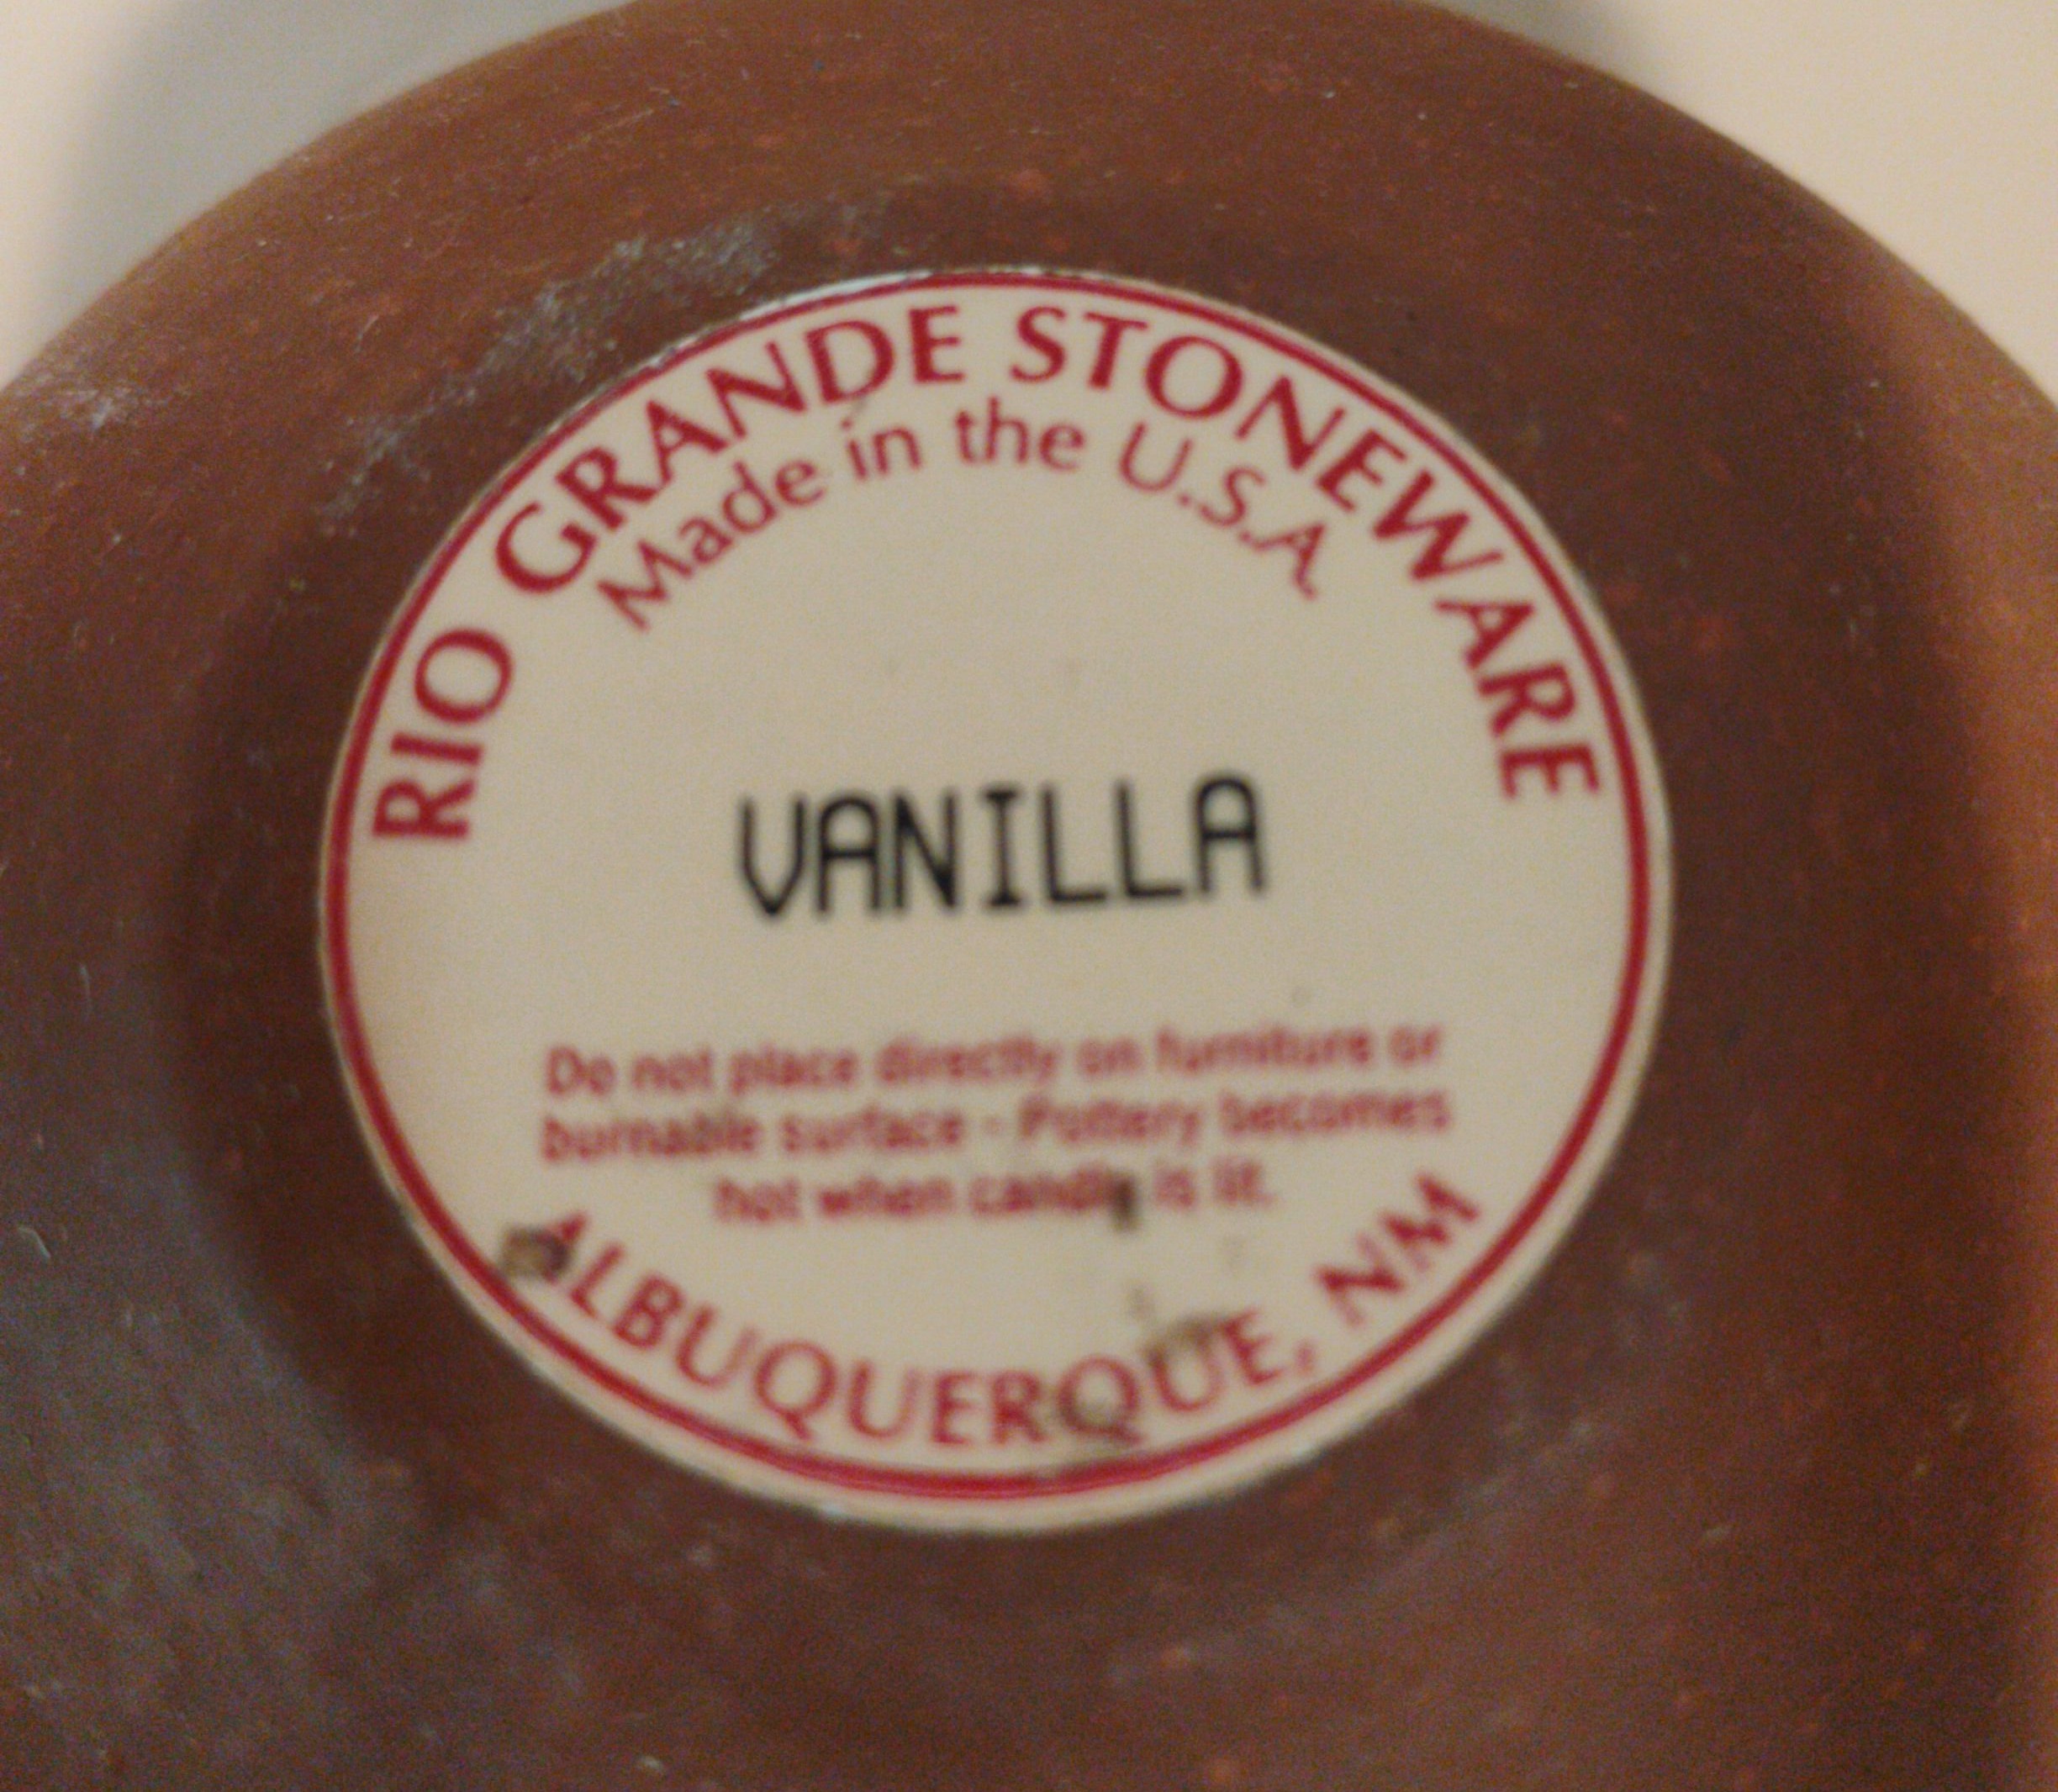 RIO GRANDE STONEWARE
Made in the U.S.A.
VANILLA
Do not place directly on furniture or
burnable surface - Pottery becomes
hot when candle is lit.
ALBUQUERQUE, NM